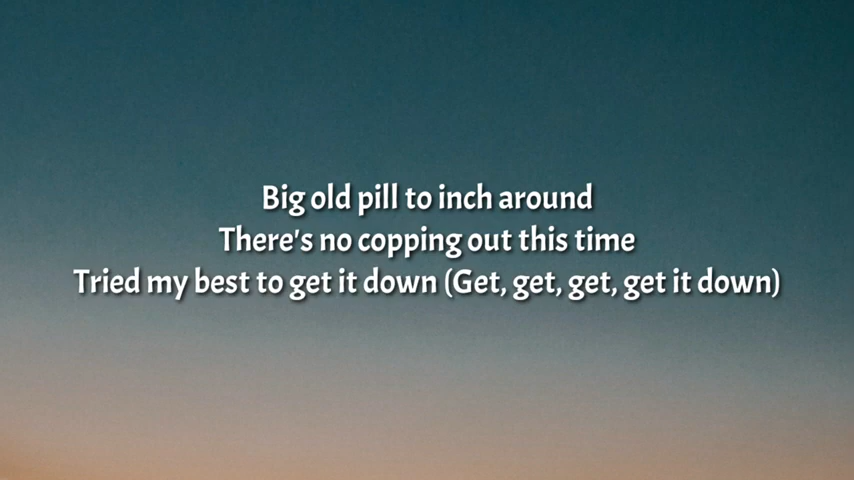 Big old pill to inch around
There's no copping out this time
Tried my best to get it down (Get, get, get, get it down)